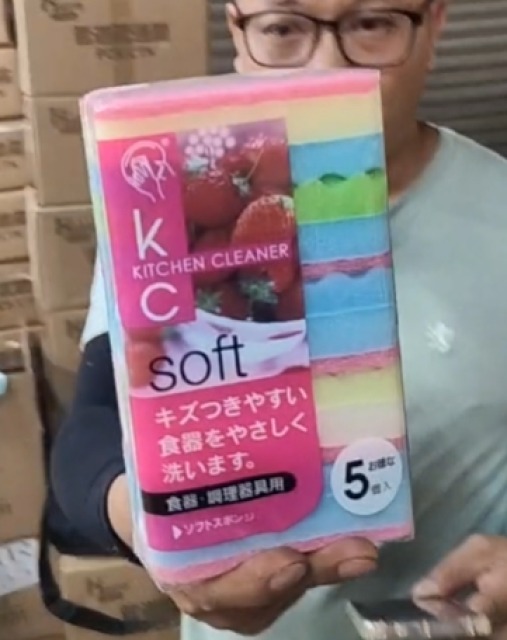 k
KITCHEN CLEANER
C
soft
キズつきやすい
食器をやさしく
洗います。
食器・調理器具用
▶ソフトスポンジ
お得な
5
個入